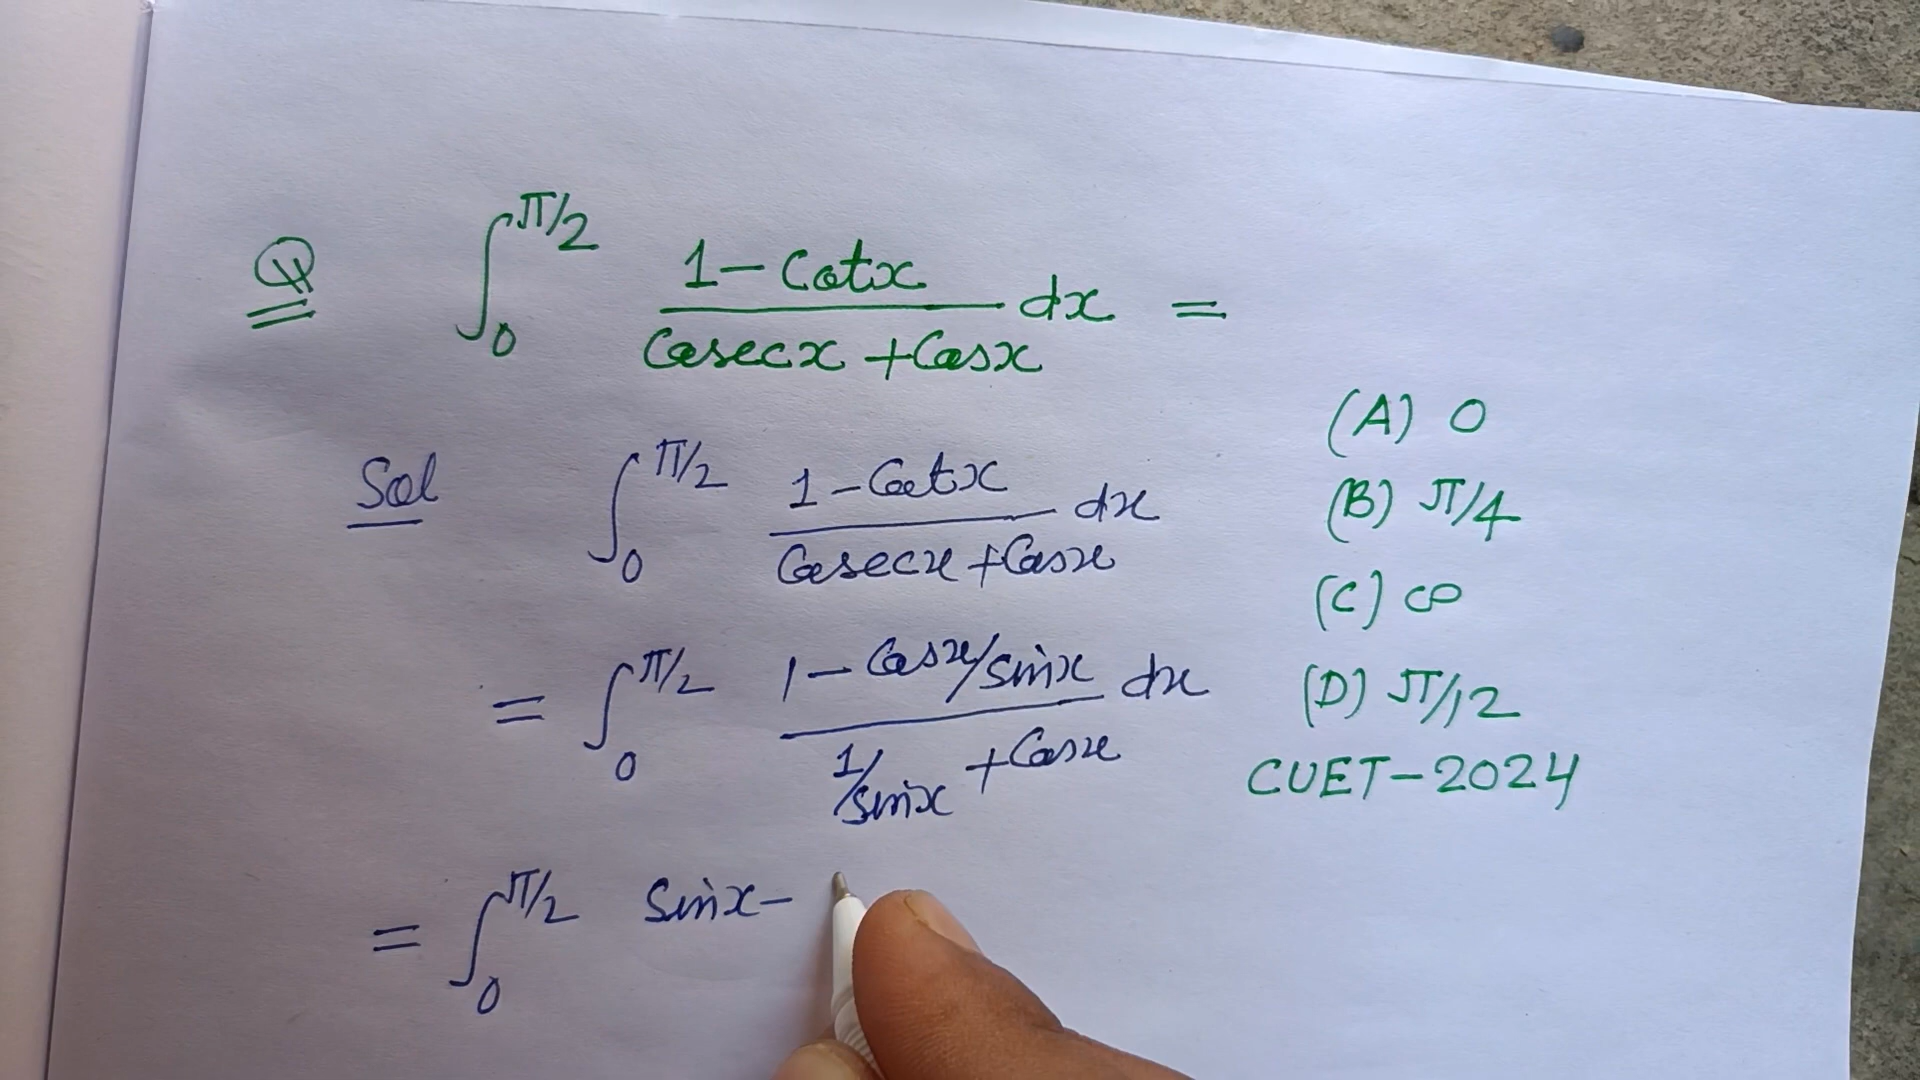 Q ∫₀^π/2 (1 - Cotx)/(Cosecx + Cosx) dx =
(A) 0
Sol ∫₀^π/2 (1 - Cotx)/(Cosecx + Cosx) dx
(B) π/4
(C) ∞
= ∫₀^π/2 (1 - Cosx/sinx)/(1/sinx + Cosx) dx
(D) π/12
CUET-2024
= ∫₀^π/2 Sinx -